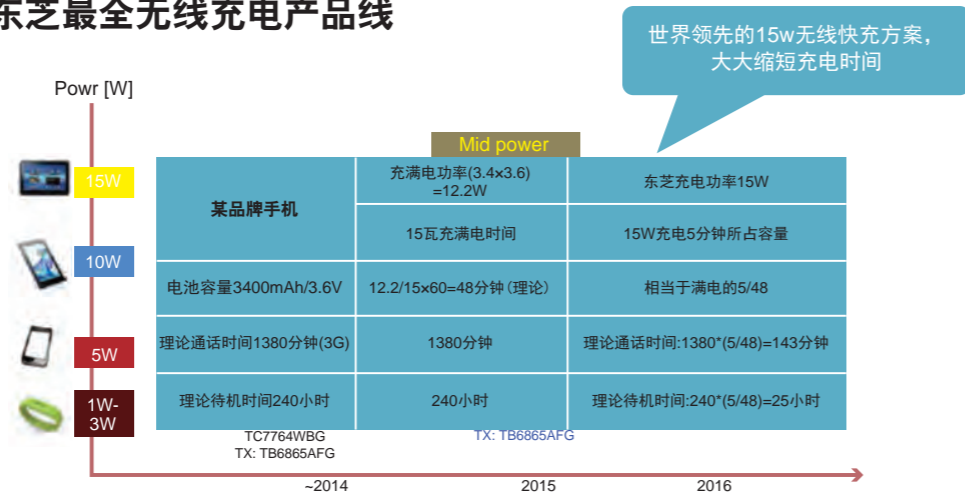 东芝最全无线充电产品线
世界领先的15w无线快充方案，
大大缩短充电时间
Powr [W]
Mid power
15W
10W
5W
1W-
3W
某品牌手机
充满电功率(3.4×3.6)
=12.2W
东芝充电功率15W
15瓦充满电时间
15W充电5分钟所占容量
电池容量3400mAh/3.6V
12.2/15×60=48分钟（理论）
相当于满电的5/48
理论通话时间1380分钟(3G)
1380分钟
理论通话时间:1380*(5/48)=143分钟
理论待机时间240小时
240小时
理论待机时间:240*(5/48)=25小时
TC7764WBG
TX: TB6865AFG
TX: TB6865AFG
~2014
2015
2016